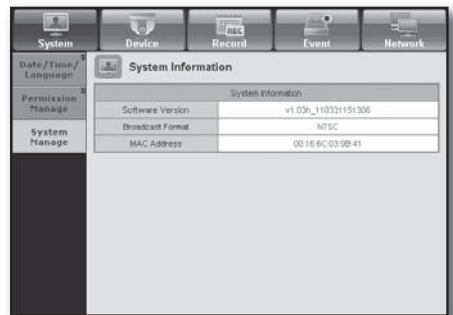 System Device REC Record Event Network
Date/Time/
Language
Permission
Manage
System
Manage
System Information
System Information
Software Version v1.03h_110331151306
Broadcast Format NTSC
MAC Address 00:16:6C:03:9B:41